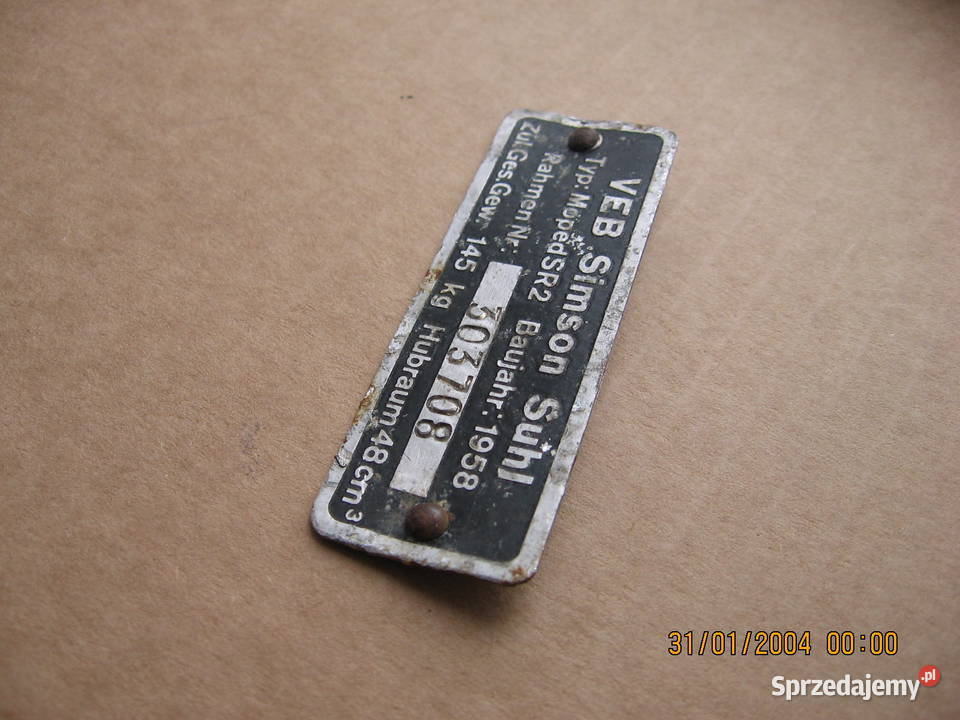 VEB Simson Suhl
Typ: Moped SR2 Baujahr: 1958
Rahmen Nr.: 303708
Zul. Ges. Gew. 145 kg Hubraum 48 cm³
31/01/2004 00:00
Sprzedajemy.pl